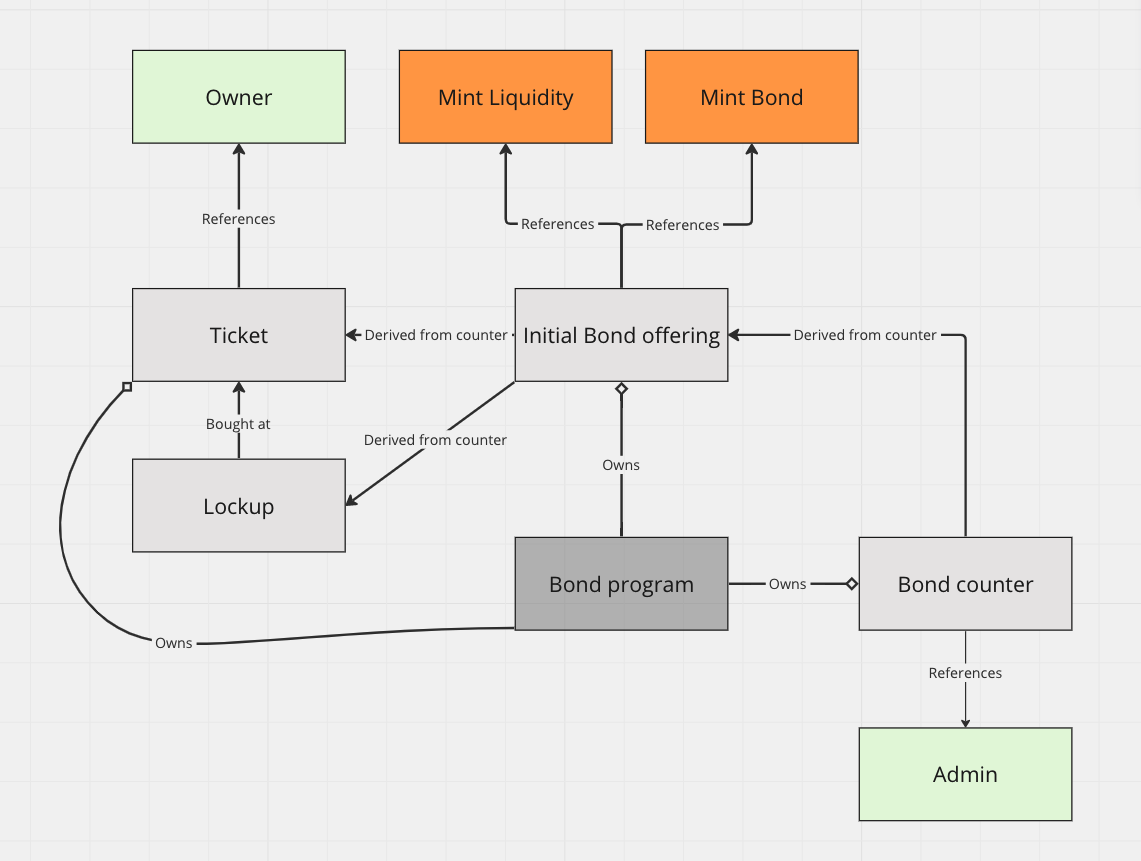 Owner
Mint Liquidity
Mint Bond
References
References
References
Ticket
Derived from counter
Initial Bond offering
Derived from counter
Bought at
Derived from counter
Owns
Lockup
Bond program
Owns
Bond counter
Owns
References
Admin